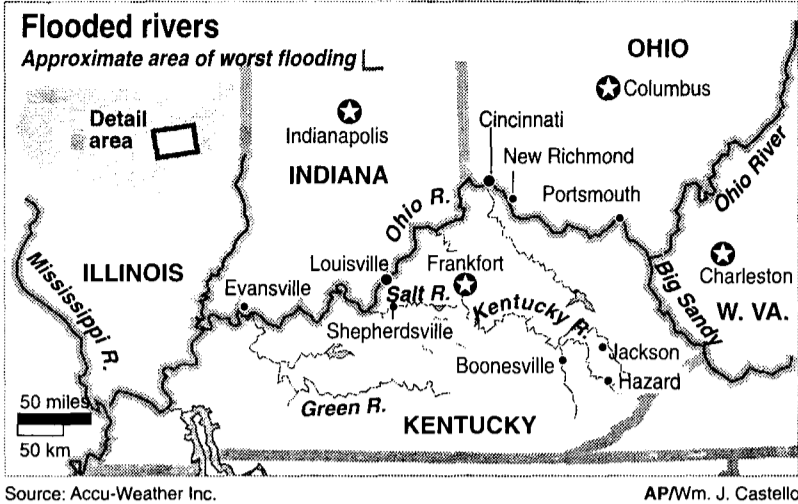 Flooded rivers
Approximate area of worst flooding
Detail
area
OHIO
Columbus
Indianapolis
INDIANA
Cincinnati
New Richmond
Portsmouth
Ohio River
Ohio R.
Mississippi R.
ILLINOIS
Louisville
Frankfort
Evansville
Salt R.
Kentucky R.
Big Sandy
Charleston
W. VA.
Shepherdsville
Boonesville
Jackson
Hazard
Green R.
KENTUCKY
50 miles
50 km
Source: Accu-Weather Inc.
AP/Wm. J. Castello